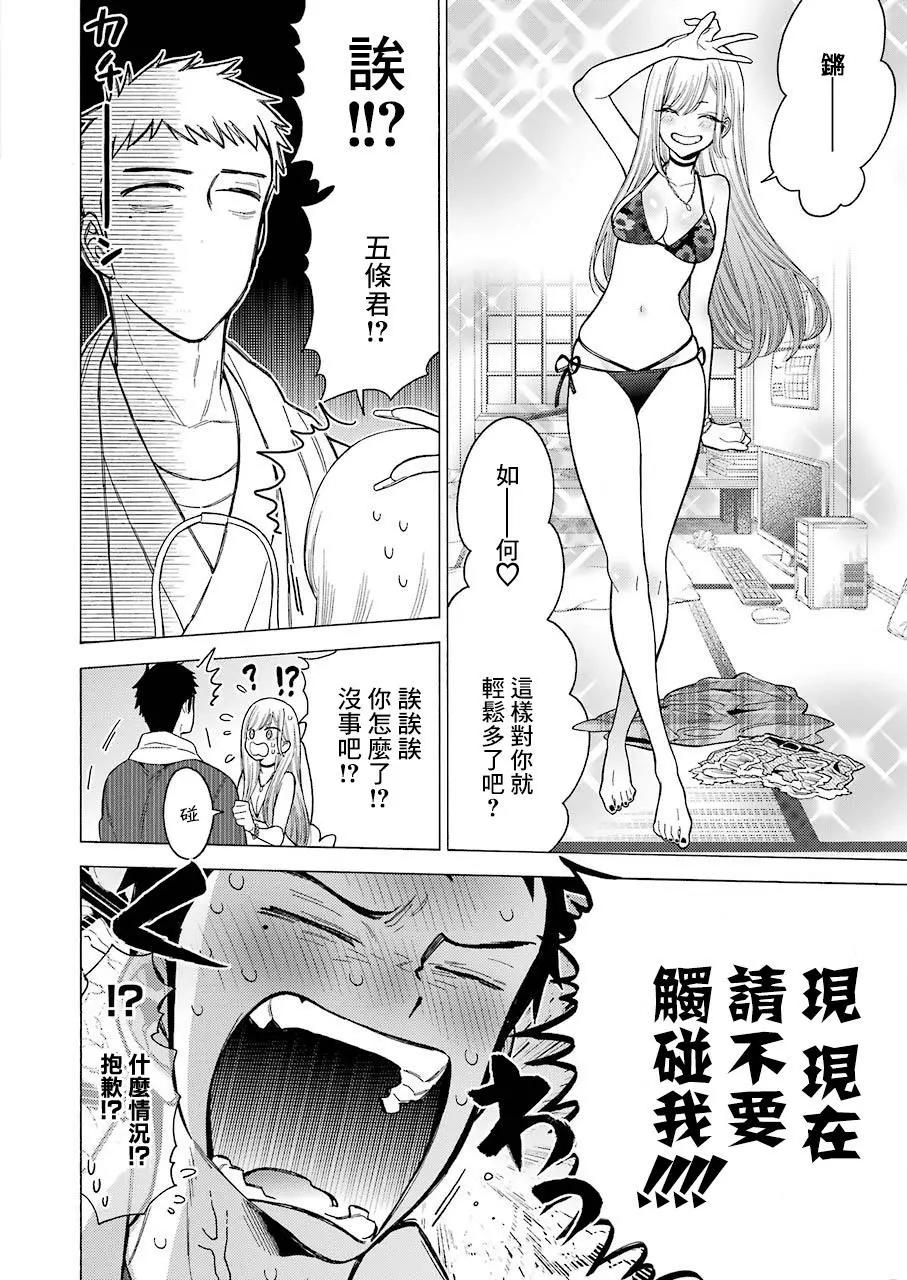 鏘——
如——何♡
這樣對你就
輕鬆多了吧？
誒!!?
五條君!?
カチーン
?
!?
誒誒誒
你怎麼了!?
沒事吧!?
碰
現 現在
請不要
觸碰我!!!!
!?
什麼情況!?
抱歉!?